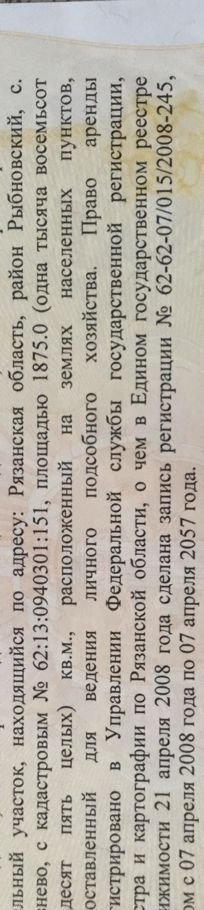 льный участок, находящийся по адресу: Рязанская область, район Рыбновский, с.
нево, с кадастровым № 62:13:0940301:151, площадью 1875.0 (одна тысяча восемьсот
десят пять целых) кв.м., расположенный на землях населенных пунктов,
оставленный для ведения личного подсобного хозяйства. Право аренды
гистрировано в Управлении Федеральной службы государственной регистрации,
стра и картографии по Рязанской области, о чем в Едином государственном реестре
ижимости 21 апреля 2008 года сделана запись регистрации № 62-62-07/015/2008-245,
ом с 07 апреля 2008 года по 07 апреля 2057 года.